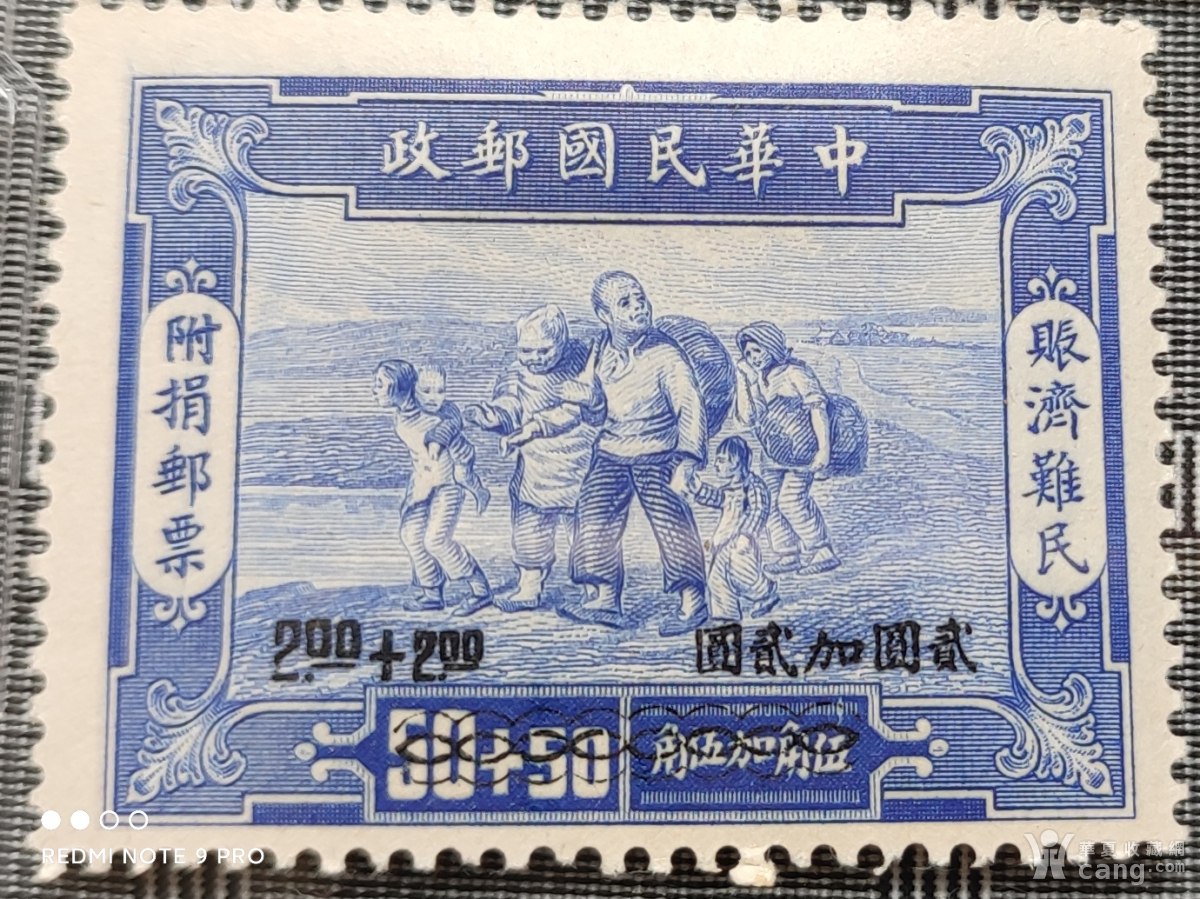 中華民國郵政
賑濟難民
附捐郵票
貳圓加貳圓
2.00+2.00
伍角加伍角
50+50
REDMI NOTE 9 PRO
華夏收藏網
cang.com